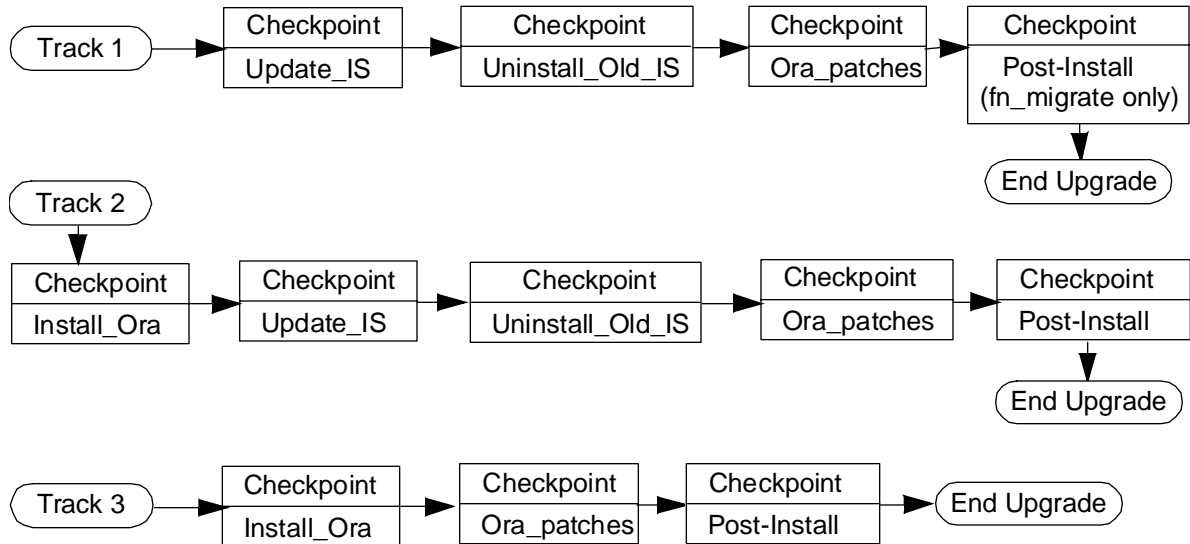 Track 1
Checkpoint
Update_IS
Checkpoint
Uninstall_Old_IS
Checkpoint
Ora_patches
Checkpoint
Post-Install
(fn_migrate only)
End Upgrade
Track 2
Checkpoint
Install_Ora
Checkpoint
Update_IS
Checkpoint
Uninstall_Old_IS
Checkpoint
Ora_patches
Checkpoint
Post-Install
End Upgrade
Track 3
Checkpoint
Install_Ora
Checkpoint
Ora_patches
Checkpoint
Post-Install
End Upgrade